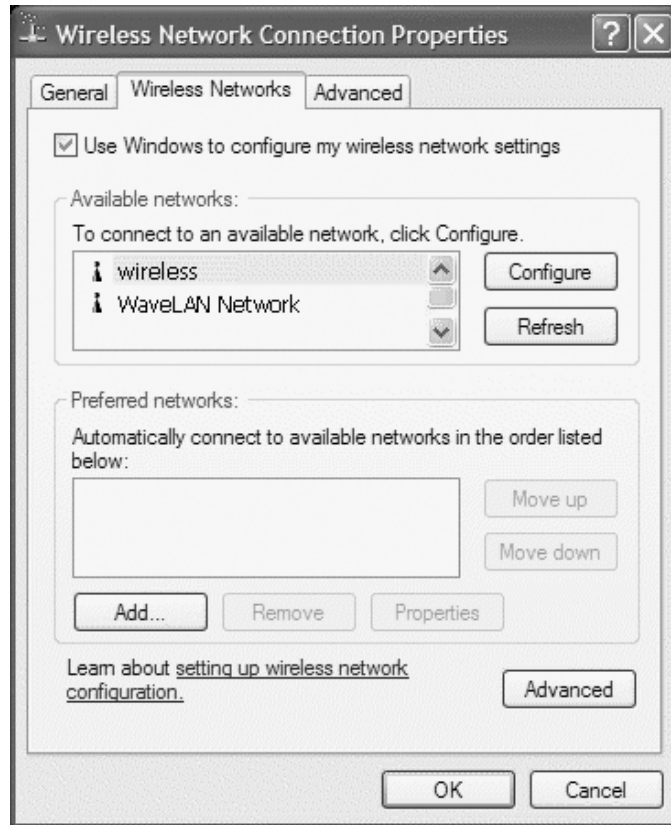 Wireless Network Connection Properties
General Wireless Networks Advanced
Use Windows to configure my wireless network settings
Available networks:
To connect to an available network, click Configure.
wireless
Configure
WaveLAN Network
Refresh
Preferred networks:
Automatically connect to available networks in the order listed
below:
Move up
Move down
Add... Remove Properties
Learn about setting up wireless network
configuration.
Advanced
OK Cancel